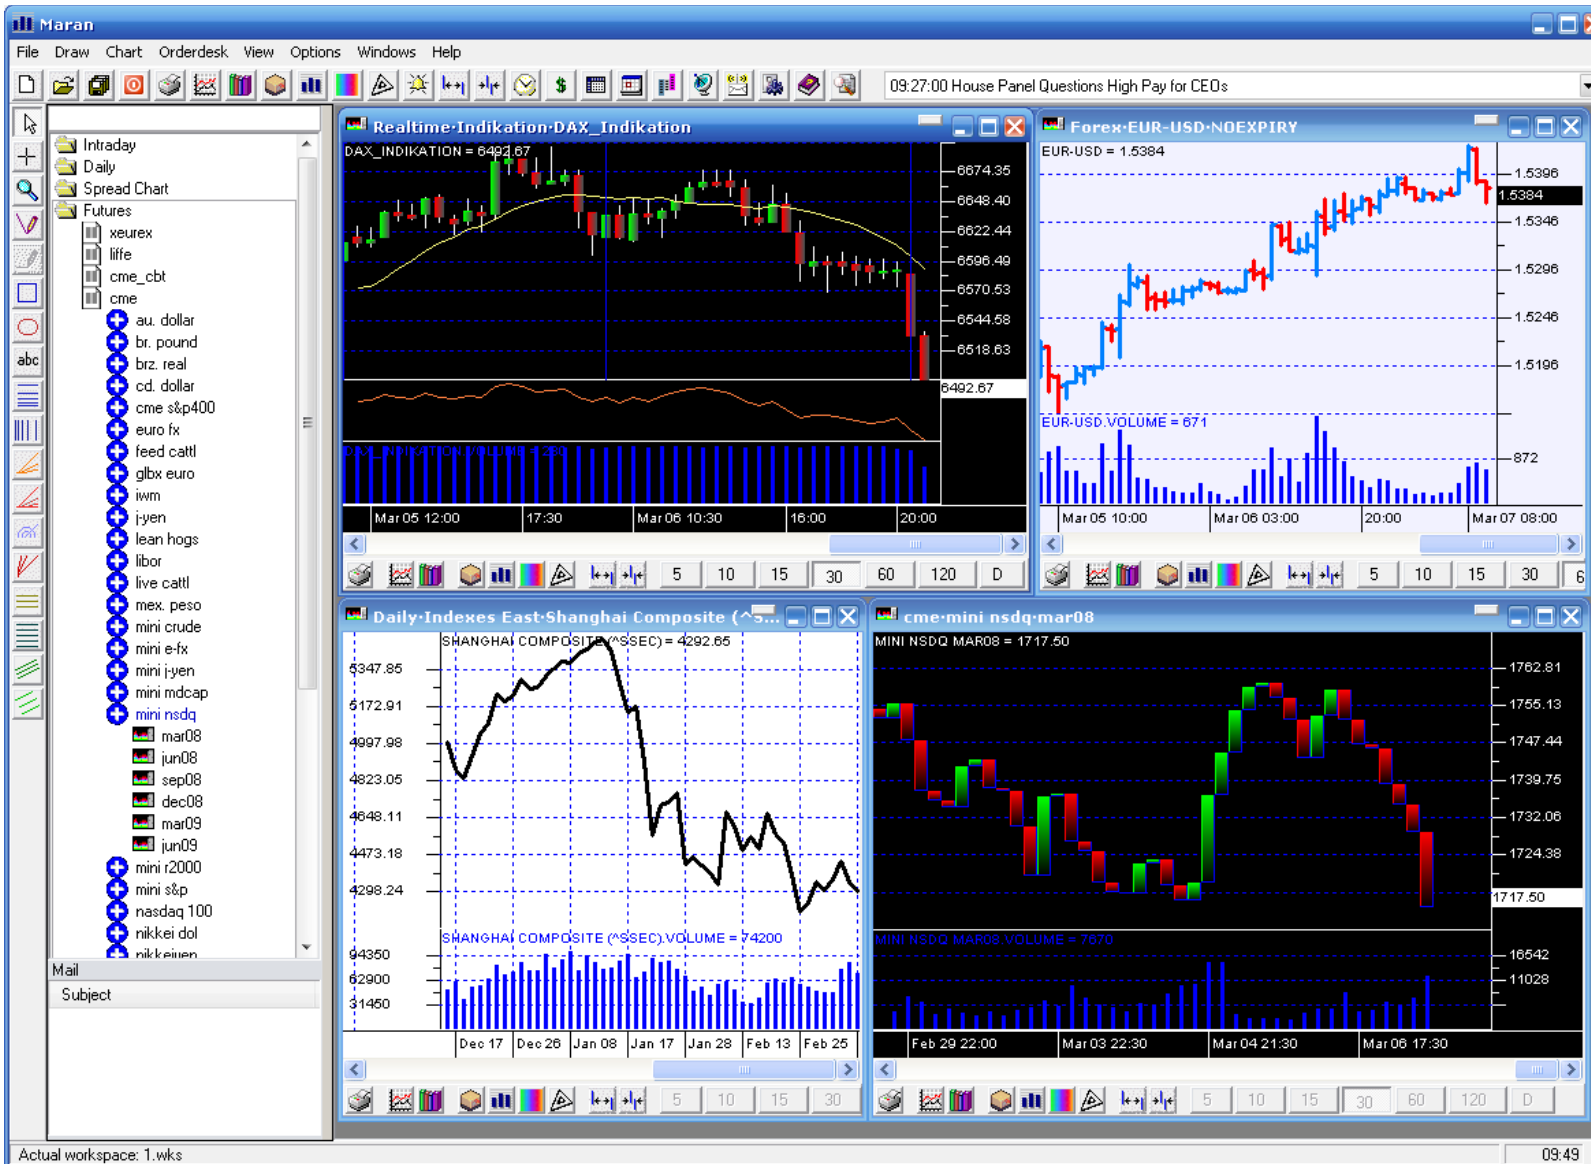 Maran
File Draw Chart Orderdesk View Options Windows Help
09:27:00 House Panel Questions High Pay for CEOs
Intraday
Daily
Spread Chart
Futures
xeurex
liffe
cme_cbt
cme
au. dollar
br. pound
brz. real
cd. dollar
cme s&p400
euro fx
feed cattl
glbx euro
iwm
j-yen
lean hogs
libor
live cattl
mex. peso
mini crude
mini e-fx
mini j-yen
mini mdcap
mini nsdq
mar08
jun08
sep08
dec08
mar09
jun09
mini r2000
mini s&p
nasdaq 100
nikkei dol
nikkeiyen
Mail
Subject
abc
Realtime·Indikation·DAX_Indikation
DAX_INDIKATION = 6492.67
6674.35
6648.40
6622.44
6596.49
6570.53
6544.58
6518.63
6492.67
DAX_INDIKATION.VOLUME = 280
Mar 05 12:00 17:30 Mar 06 10:30 16:00 20:00
5 10 15 30 60 120 D
Forex·EUR-USD·NOEXPIRY
EUR-USD = 1.5384
1.5396
1.5384
1.5346
1.5296
1.5246
1.5196
EUR-USD.VOLUME = 671
872
Mar 05 10:00 Mar 06 03:00 20:00 Mar 07 08:00
5 10 15 30 6
Daily·Indexes East·Shanghai Composite (^S...
SHANGHAI COMPOSITE (^SSEC) = 4292.65
5347.85
5172.91
4997.98
4823.05
4648.11
4473.18
4298.24
SHANGHAI COMPOSITE (^SSEC).VOLUME = 74200
94350
62900
31450
Dec 17 Dec 26 Jan 08 Jan 17 Jan 28 Feb 13 Feb 25
5 10 15 30
cme·mini nsdq·mar08
MINI NSDQ MAR08 = 1717.50
1762.81
1755.13
1747.44
1739.75
1732.06
1724.38
1717.50
MINI NSDQ MAR08.VOLUME = 7670
16542
11028
Feb 29 22:00 Mar 03 22:30 Mar 04 21:30 Mar 06 17:30
5 10 15 30 60 120 D
Actual workspace: 1.wks
09:49